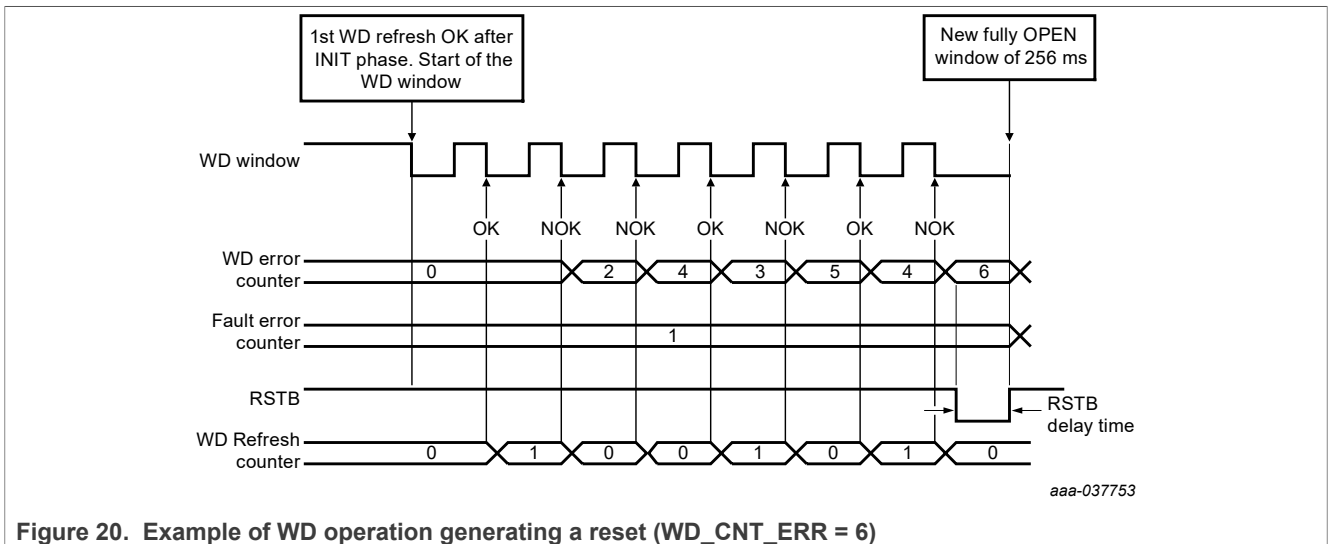 1st WD refresh OK after
INIT phase. Start of the
WD window
New fully OPEN
window of 256 ms
WD window
OK NOK NOK OK NOK OK NOK
WD error
counter
0 2 4 3 5 4 6
Fault error
counter
1
RSTB
RSTB
delay time
WD Refresh
counter
0 1 0 0 1 0 1 0
aaa-037753
Figure 20. Example of WD operation generating a reset (WD_CNT_ERR = 6)